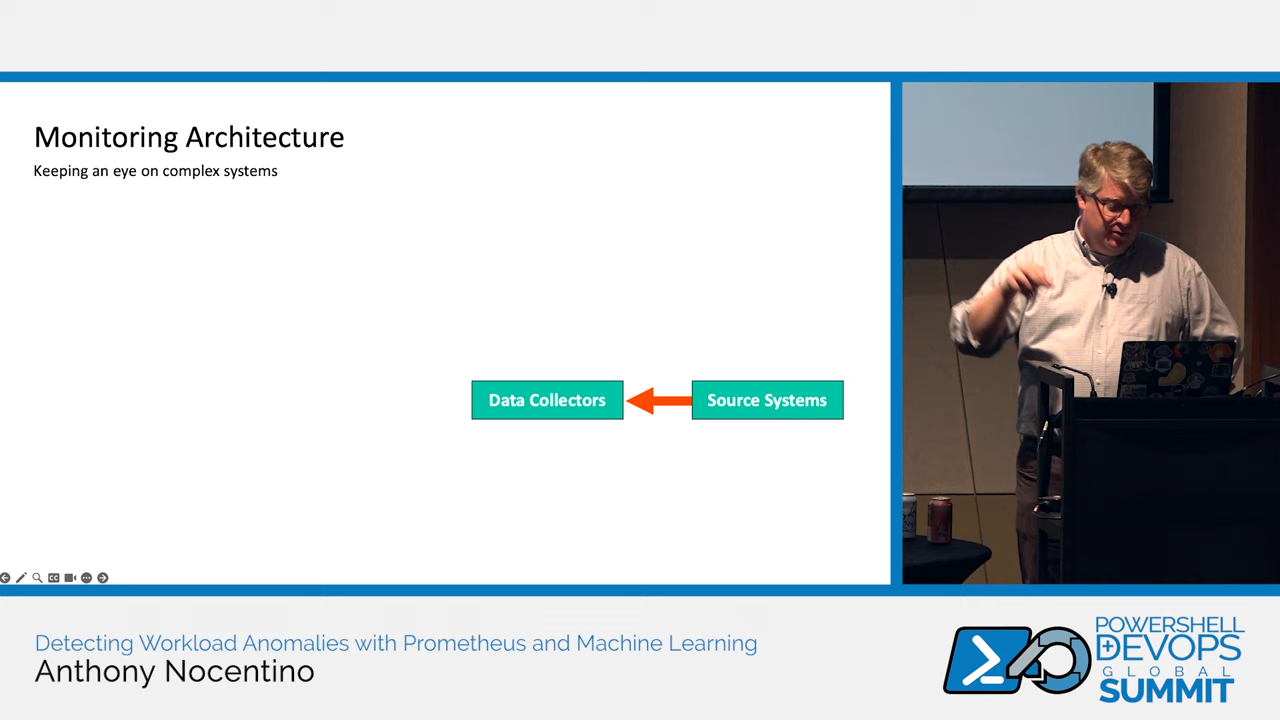 Monitoring Architecture
Keeping an eye on complex systems
Data Collectors
Source Systems
Detecting Workload Anomalies with Prometheus and Machine Learning
Anthony Nocentino
POWERSHELL
DEVOPS
GLOBAL
SUMMIT